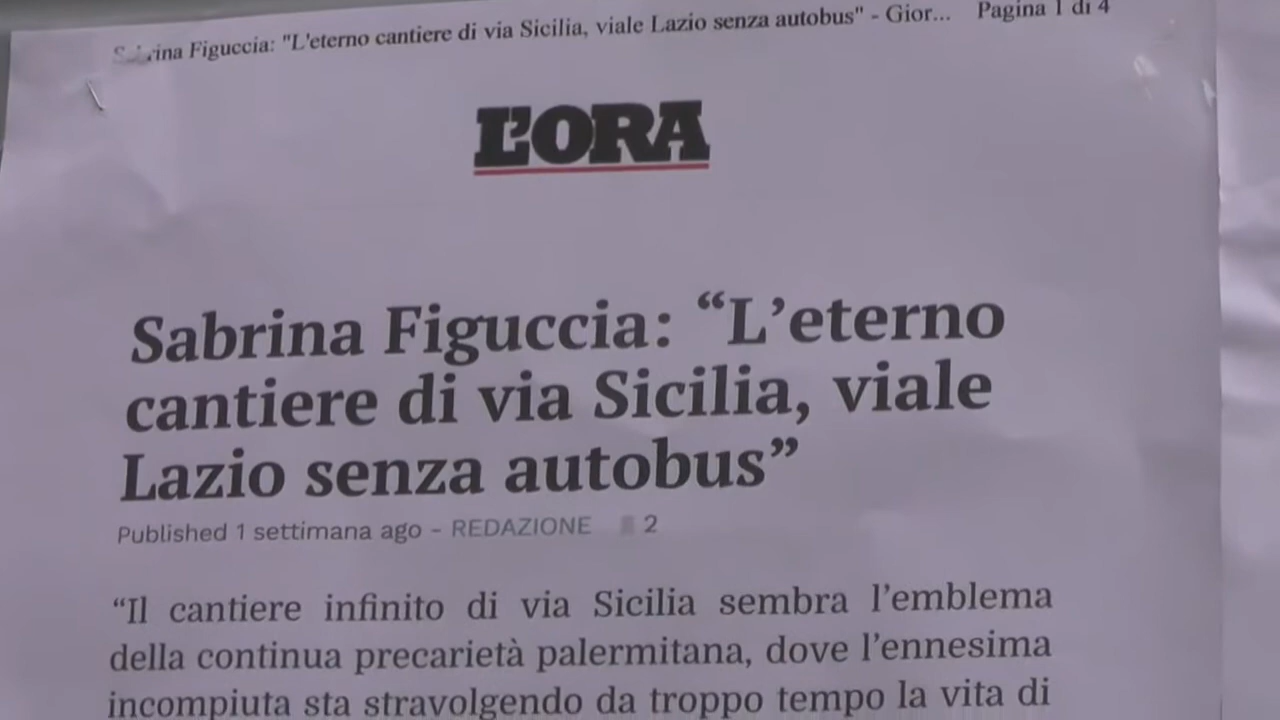 Sabrina Figuccia: "L'eterno cantiere di via Sicilia, viale Lazio senza autobus" - Gior... Pagina 1 di 4
L'ORA
Sabrina Figuccia: “L’eterno
cantiere di via Sicilia, viale
Lazio senza autobus”
Published 1 settimana ago – REDAZIONE 2
“Il cantiere infinito di via Sicilia sembra l’emblema
della continua precarietà palermitana, dove l’ennesima
incompiuta sta stravolgendo da troppo tempo la vita di